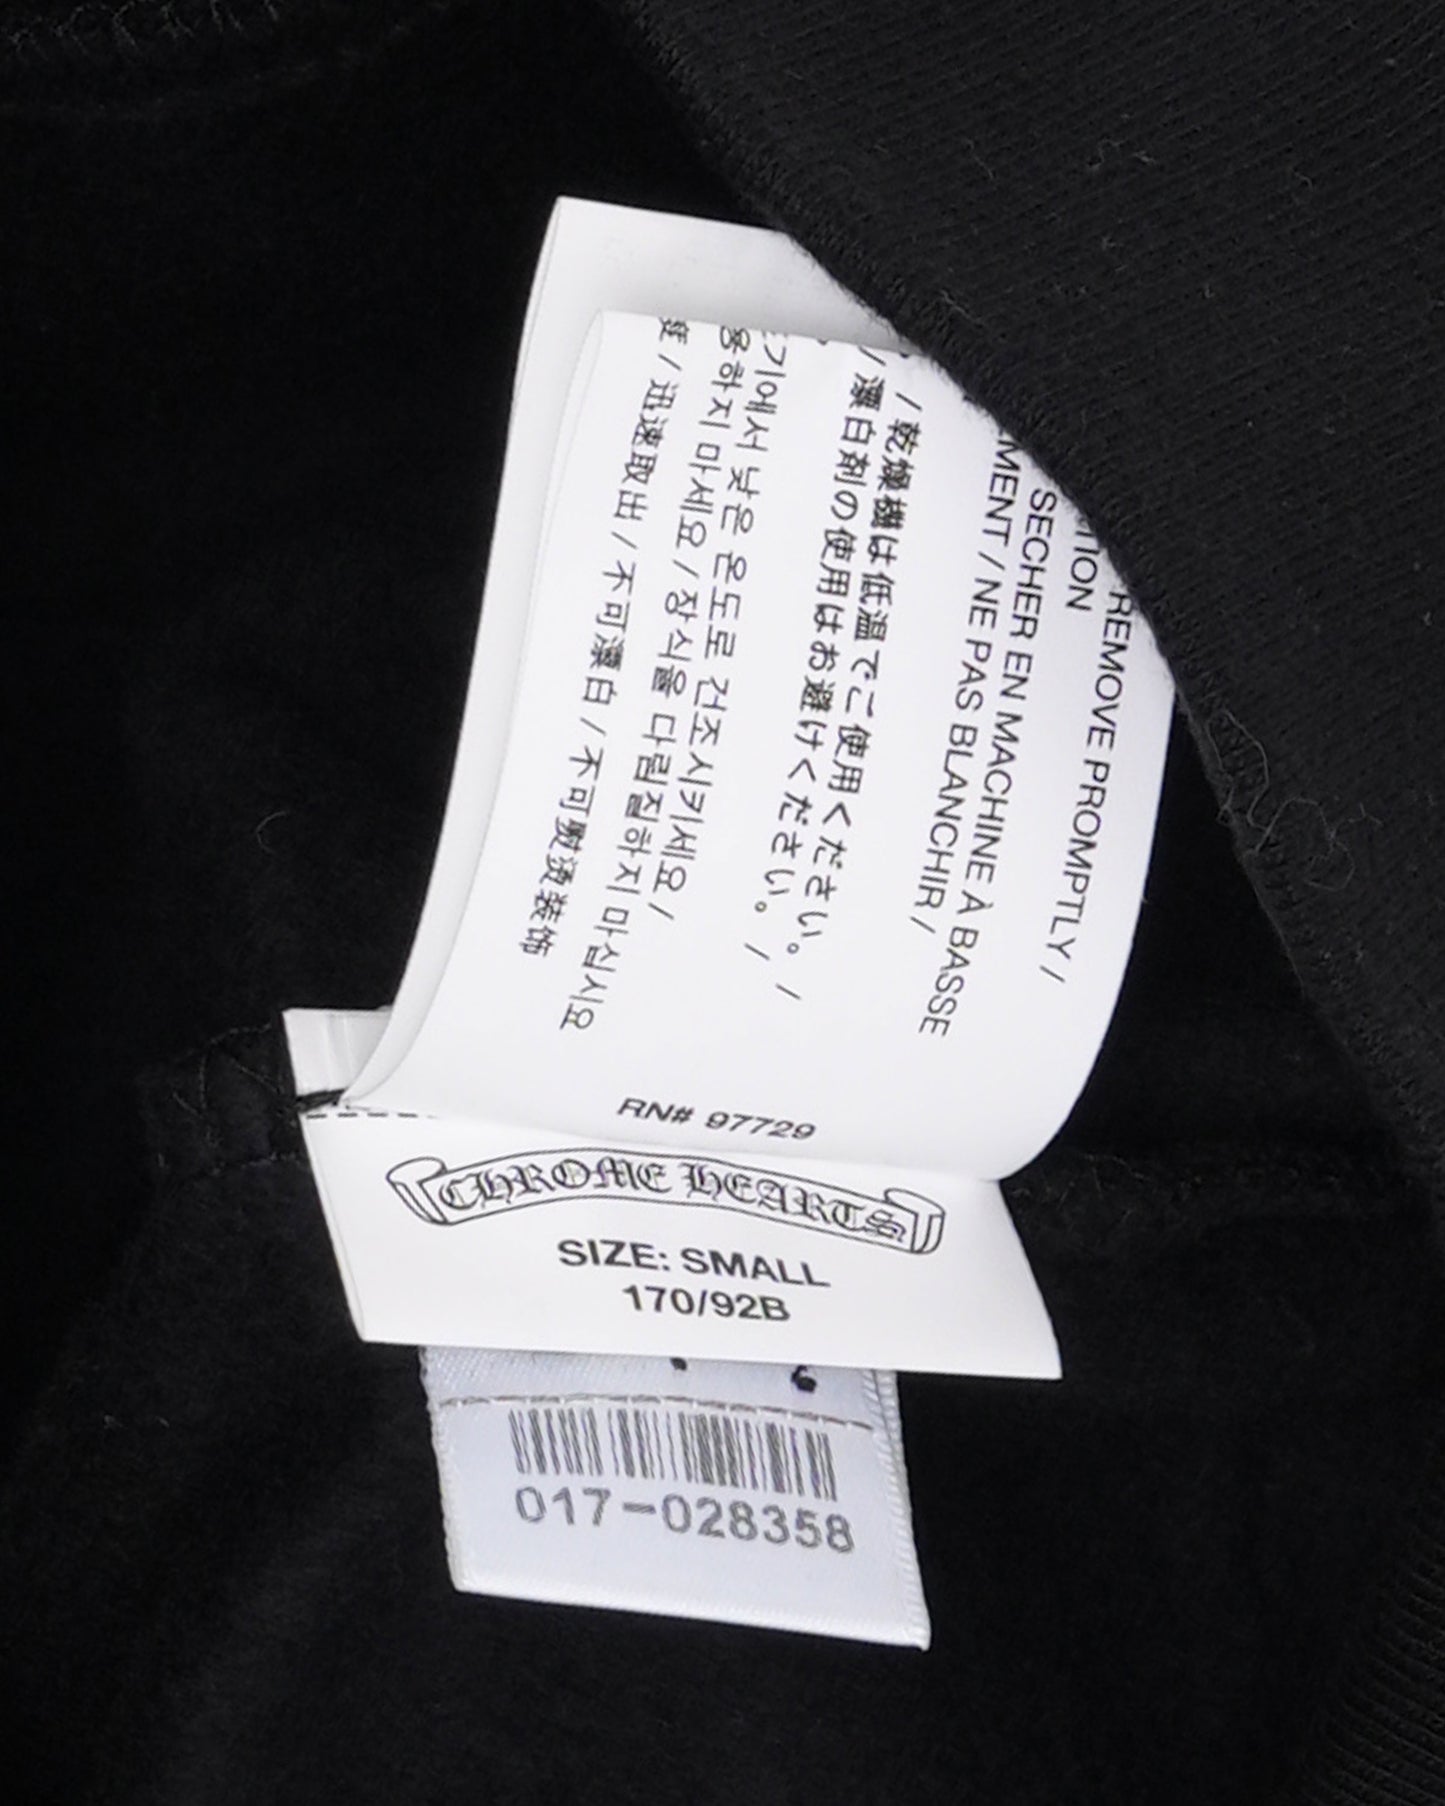 REMOVE PROMPTLY /
TION
SECHER EN MACHINE À BASSE
MENT / NE PAS BLANCHIR /
/ 乾燥機は低温でご使用ください。 /
/ 漂白剤の使用はお避けください。 /
기에서 낮은 온도로 건조시키세요 /
용하지 마세요 / 장식을 다림질하지 마십시요
/ 迅速取出 / 不可漂白 / 不可熨烫装饰
RN# 97729
CHROME HEARTS
SIZE: SMALL
170/92B
017-028358